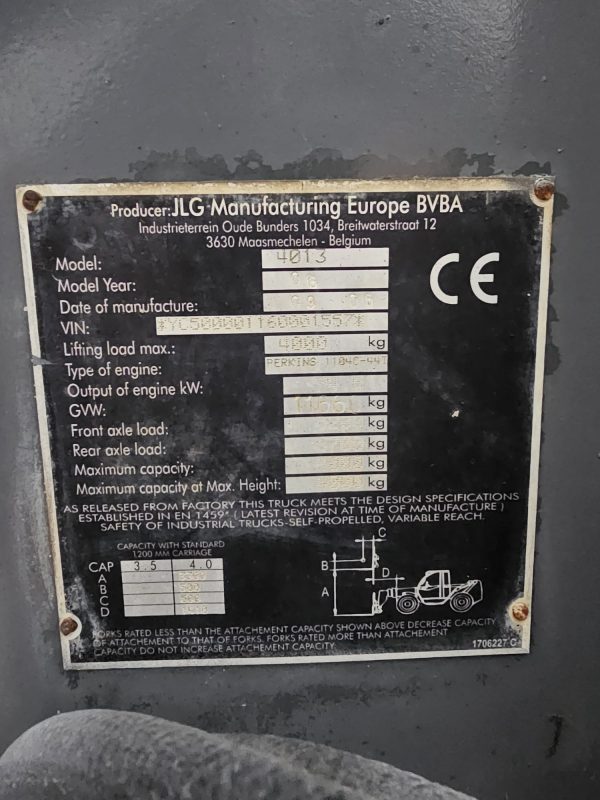 Producer: JLG Manufacturing Europe BVBA
Industrieterrein Oude Bunders 1034, Breitwaterstraat 12
3630 Maasmechelen - Belgium
Model: 4013
Model Year:
Date of manufacture:
VIN:
Lifting load max.: 4000 kg
Type of engine: PERKINS 1104C-44T
Output of engine kW:
GVW: kg
Front axle load: kg
Rear axle load: kg
Maximum capacity: kg
Maximum capacity at Max. Height: kg
CE
AS RELEASED FROM FACTORY THIS TRUCK MEETS THE DESIGN SPECIFICATIONS
ESTABLISHED IN EN 1459* ( LATEST REVISION AT TIME OF MANUFACTURE )
SAFETY OF INDUSTRIAL TRUCKS-SELF-PROPELLED, VARIABLE REACH.
CAPACITY WITH STANDARD
1200 MM CARRIAGE
CAP 3.5 4.0
A
B
C
D
C
B
D
A
FORKS RATED LESS THAN THE ATTACHMENT CAPACITY SHOWN ABOVE DECREASE CAPACITY
OF ATTACHMENT TO THAT OF FORKS. FORKS RATED MORE THAN ATTACHMENT
CAPACITY DO NOT INCREASE ATTACHMENT CAPACITY.
1706227 C